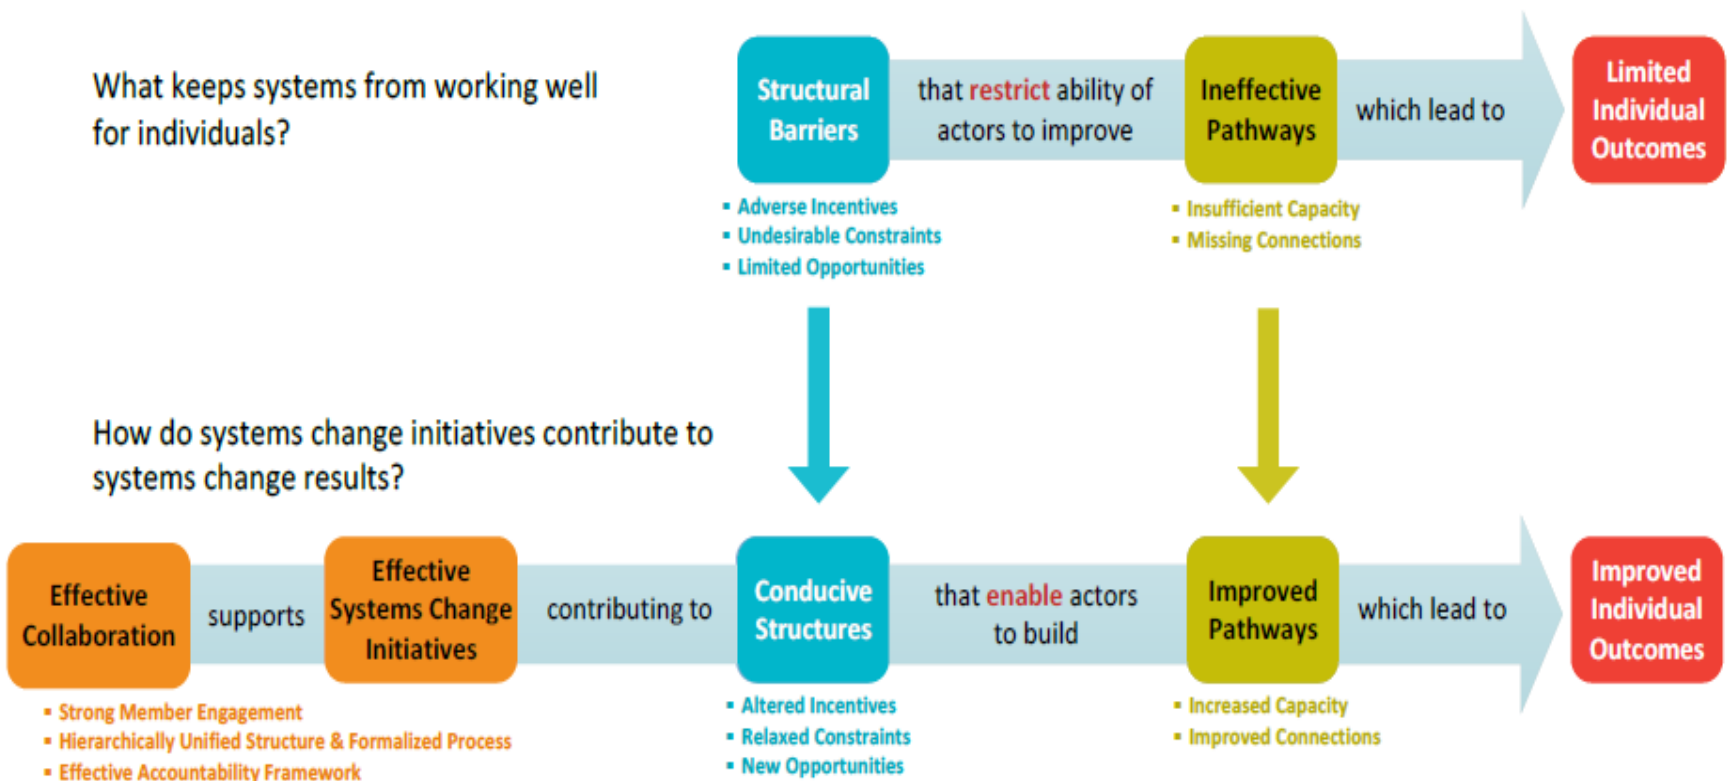 What keeps systems from working well
for individuals?
Structural
Barriers
that restrict ability of
actors to improve
Ineffective
Pathways
which lead to
Limited
Individual
Outcomes
▪ Adverse Incentives
▪ Undesirable Constraints
▪ Limited Opportunities
▪ Insufficient Capacity
▪ Missing Connections
How do systems change initiatives contribute to
systems change results?
Effective
Collaboration
supports
Effective
Systems Change
Initiatives
contributing to
Conducive
Structures
that enable actors
to build
Improved
Pathways
which lead to
Improved
Individual
Outcomes
▪ Strong Member Engagement
▪ Hierarchically Unified Structure & Formalized Process
▪ Effective Accountability Framework
▪ Altered Incentives
▪ Relaxed Constraints
▪ New Opportunities
▪ Increased Capacity
▪ Improved Connections